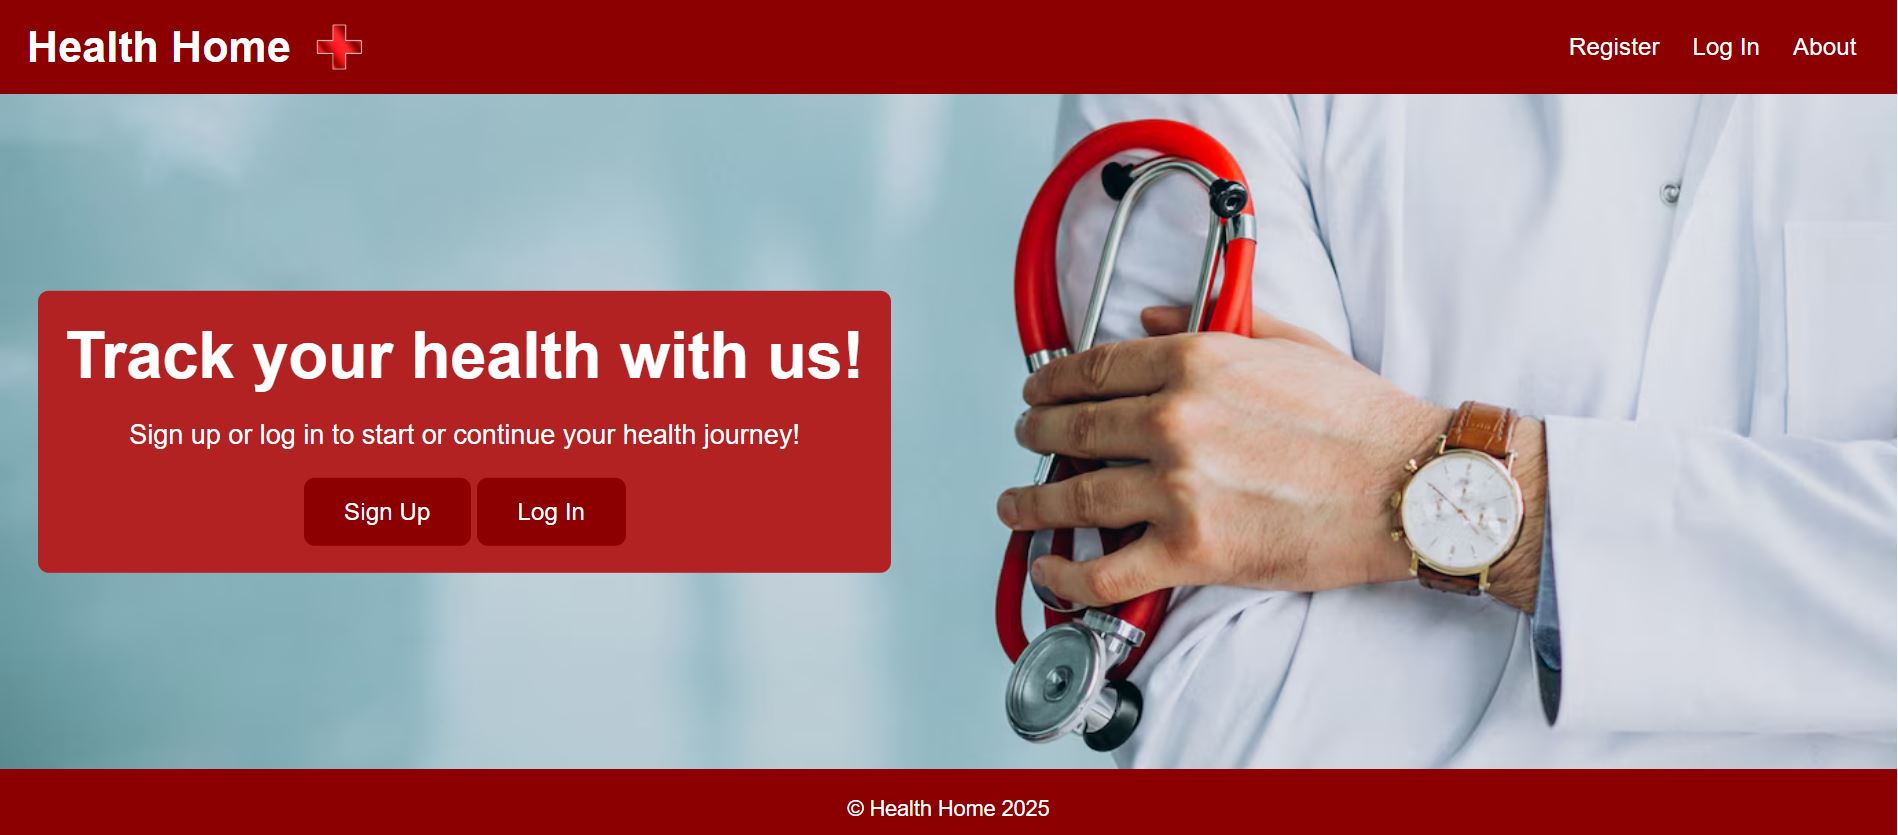 Health Home
Register Log In About
Track your health with us!
Sign up or log in to start or continue your health journey!
Sign Up Log In
© Health Home 2025